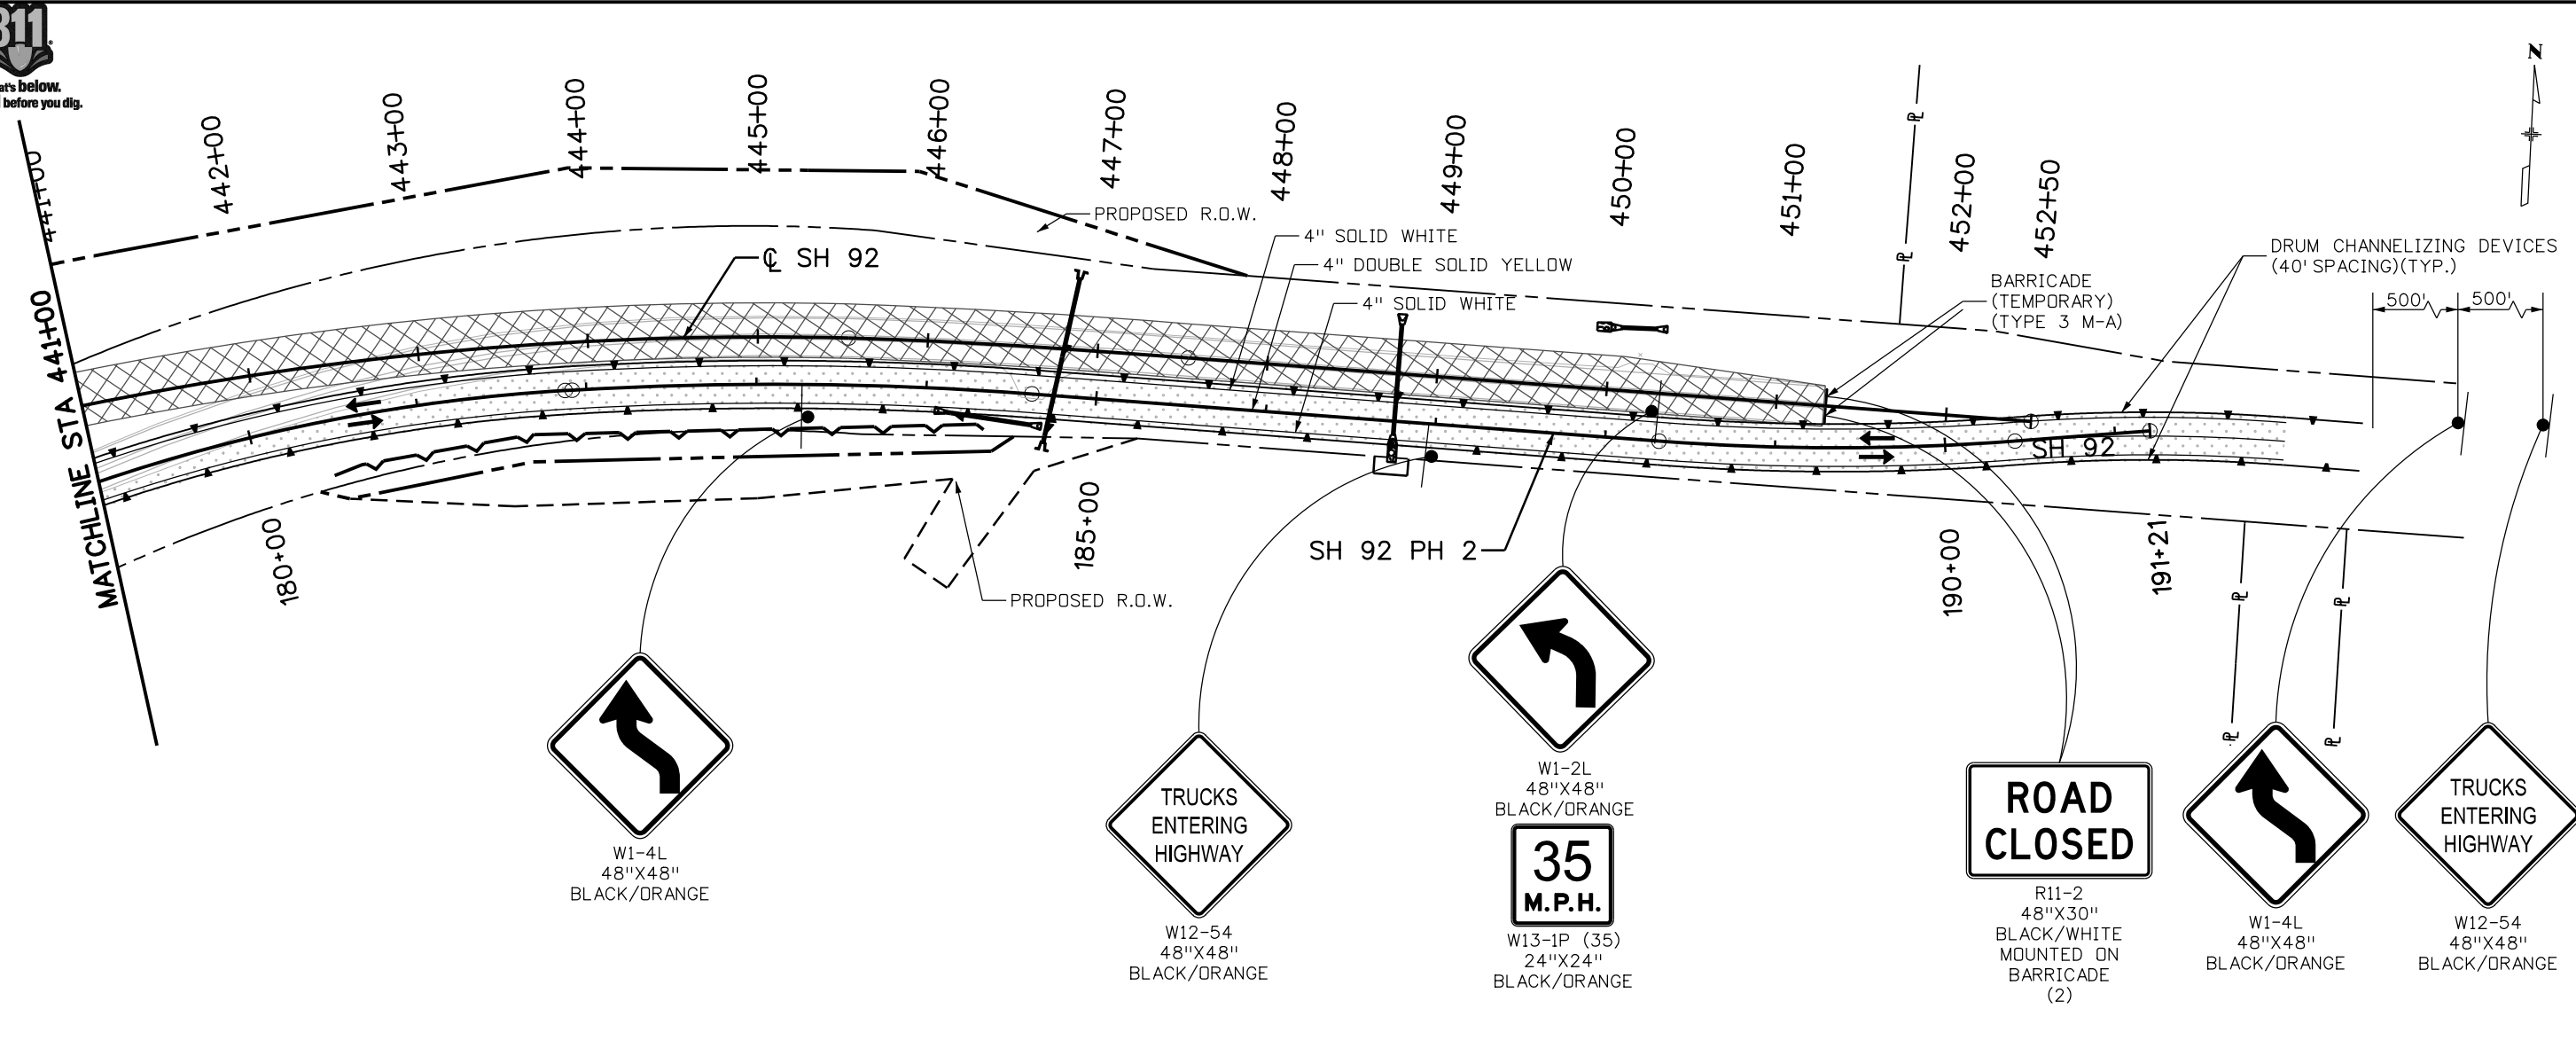 811
below.
before you dig.
N
441+00
442+00
443+00
444+00
445+00
446+00
447+00
448+00
449+00
450+00
451+00
452+00
452+50
PROPOSED R.O.W.
℄ SH 92
4" SOLID WHITE
4" DOUBLE SOLID YELLOW
4" SOLID WHITE
BARRICADE
(TEMPORARY)
(TYPE 3 M-A)
DRUM CHANNELIZING DEVICES
(40' SPACING)(TYP.)
500'
500'
MATCHLINE STA 441+00
SH 92
SH 92 PH 2
180+00
185+00
190+00
191+21
PROPOSED R.O.W.
W1-4L
48"X48"
BLACK/ORANGE
TRUCKS
ENTERING
HIGHWAY
W12-54
48"X48"
BLACK/ORANGE
W1-2L
48"X48"
BLACK/ORANGE
35
M.P.H.
W13-1P (35)
24"X24"
BLACK/ORANGE
ROAD
CLOSED
R11-2
48"X30"
BLACK/WHITE
MOUNTED ON
BARRICADE
(2)
W1-4L
48"X48"
BLACK/ORANGE
TRUCKS
ENTERING
HIGHWAY
W12-54
48"X48"
BLACK/ORANGE
PL
PL
PL
PL
PL
PL